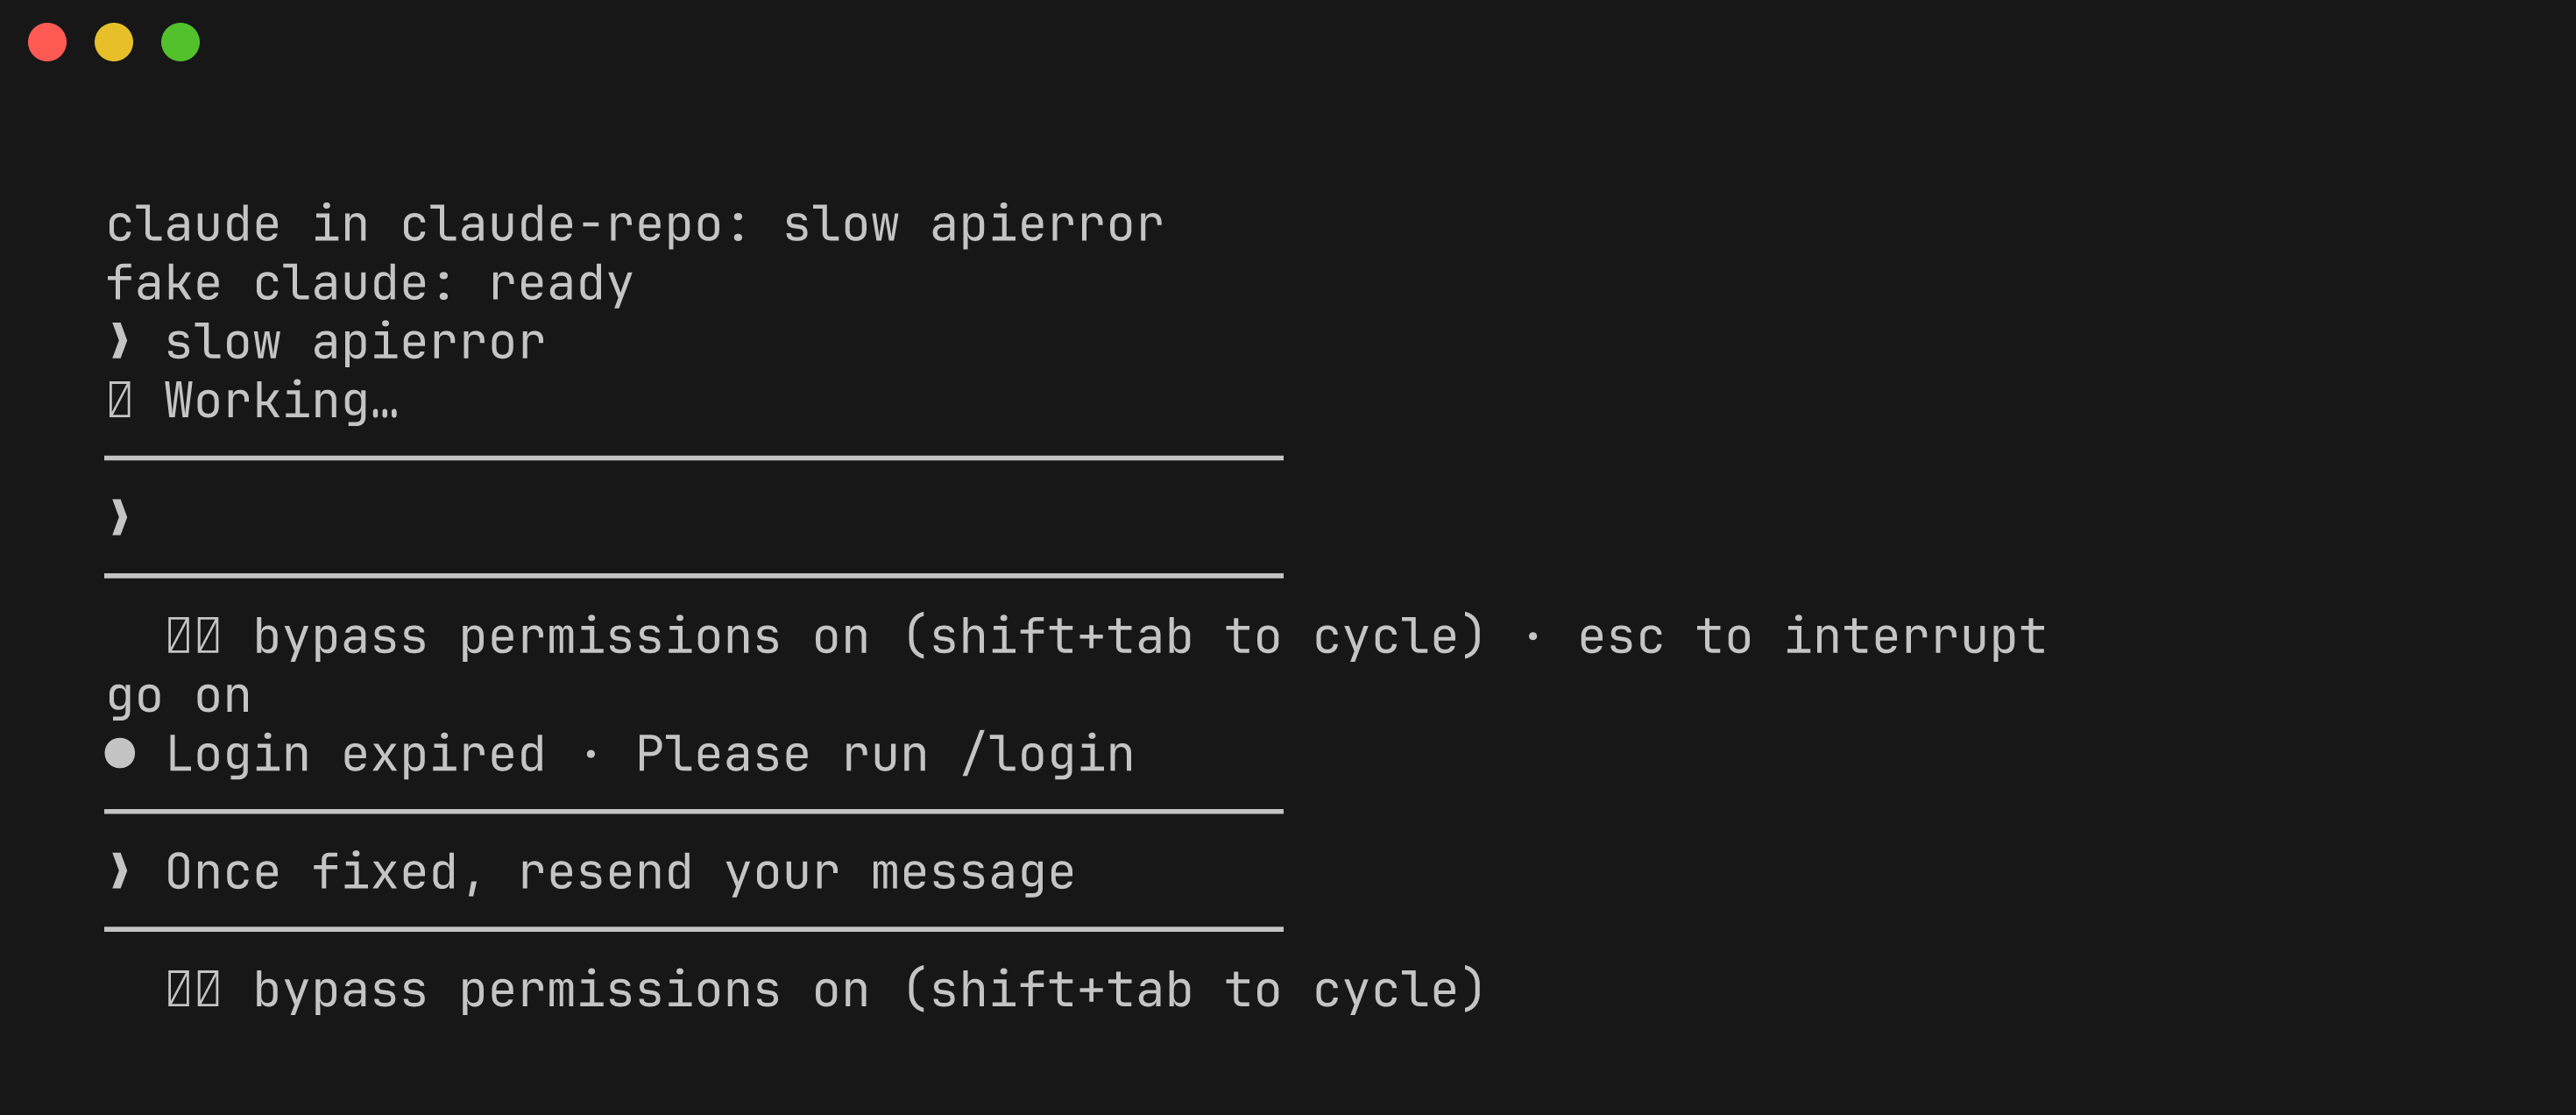 claude in claude-repo: slow apierror
fake claude: ready
❯ slow apierror
Working…
❯
bypass permissions on (shift+tab to cycle) · esc to interrupt
go on
● Login expired · Please run /login
❯ Once fixed, resend your message
bypass permissions on (shift+tab to cycle)